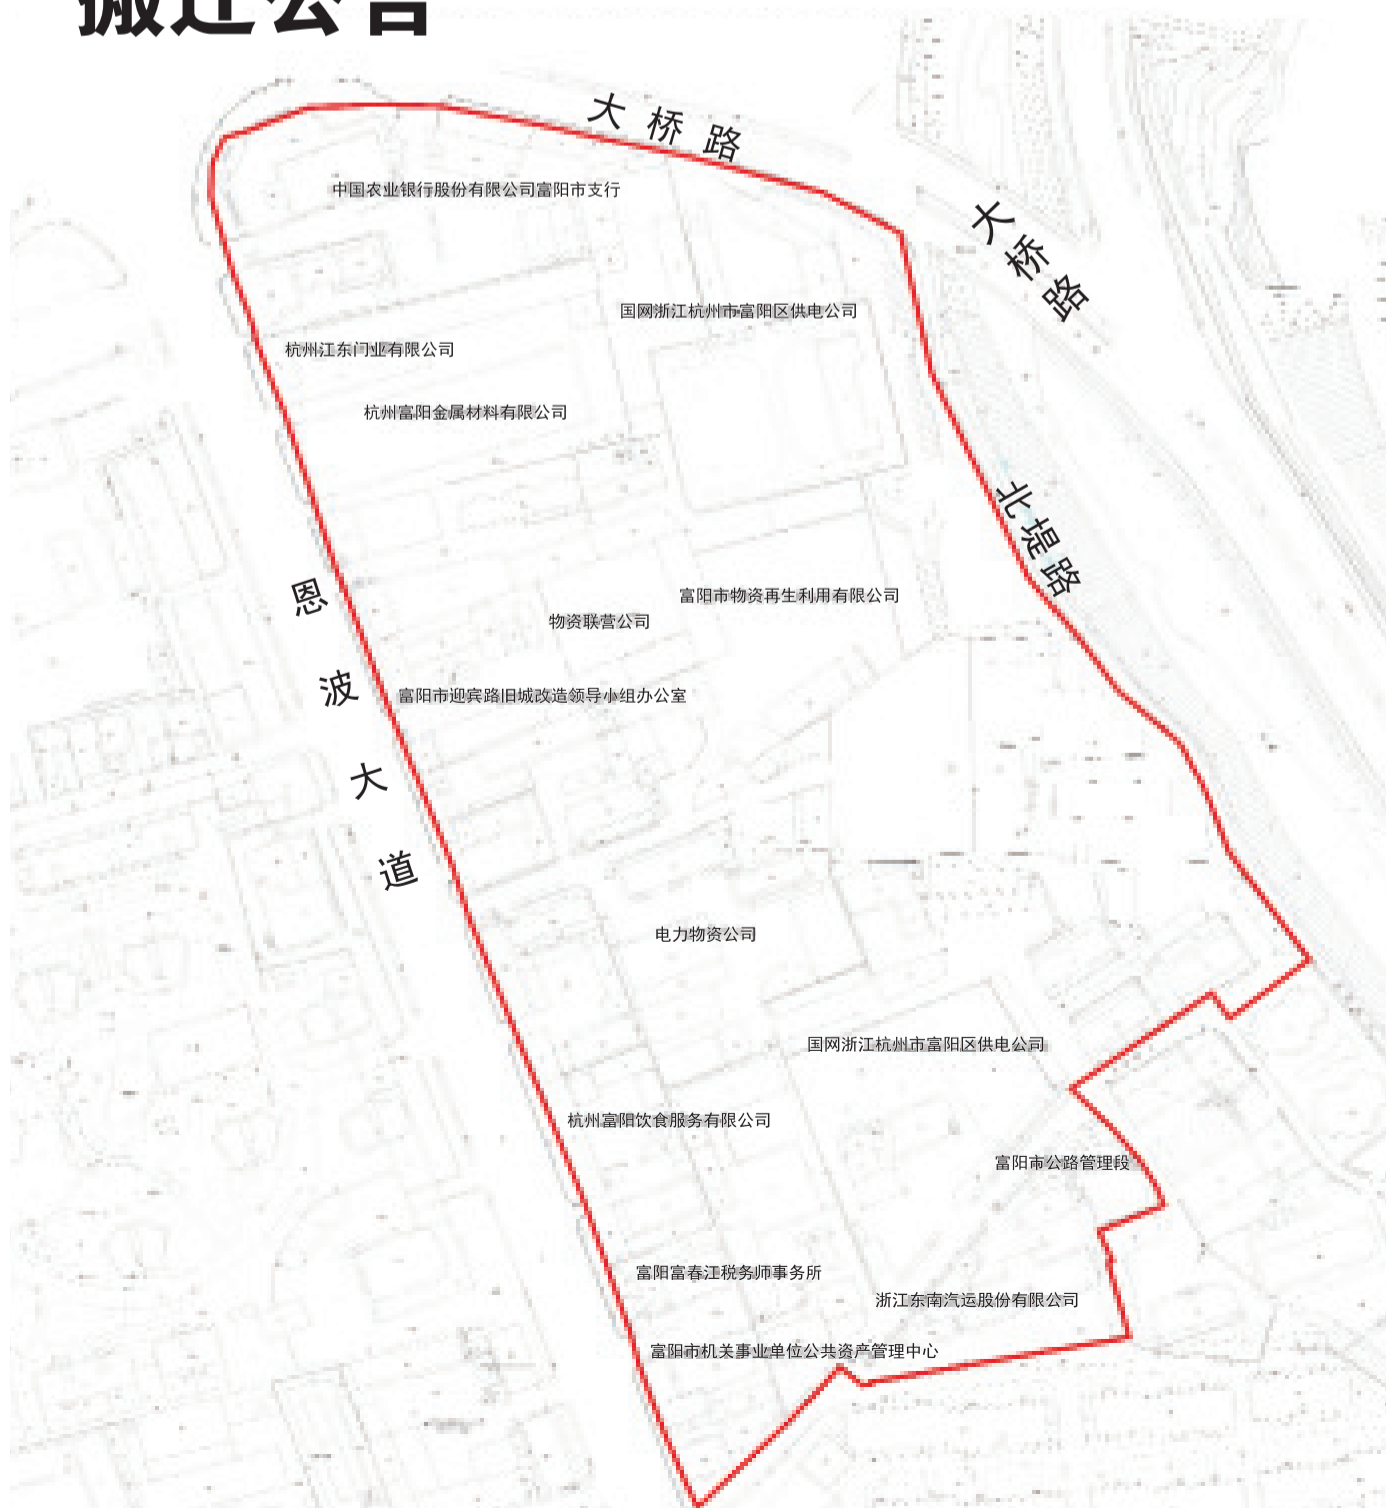 搬迁公告
大桥路
中国农业银行股份有限公司富阳市支行
大桥路
国网浙江杭州市富阳区供电公司
杭州江东门业有限公司
杭州富阳金属材料有限公司
北堤路
恩波大道
富阳市物资再生利用有限公司
物资联营公司
富阳市迎宾路旧城改造领导小组办公室
电力物资公司
国网浙江杭州市富阳区供电公司
杭州富阳饮食服务有限公司
富阳市公路管理段
富阳富春江税务师事务所
浙江东南汽运股份有限公司
富阳市机关事业单位公共资产管理中心